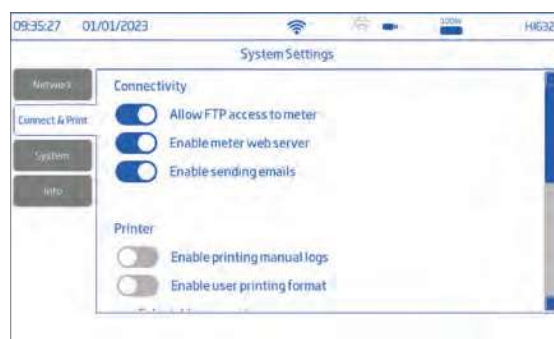 09:35:27 01/01/2023 100% HI632
System Settings
Network
Connectivity
Connect & Print
Allow FTP access to meter
Enable meter web server
System
Enable sending emails
Info
Printer
Enable printing manual logs
Enable user printing format